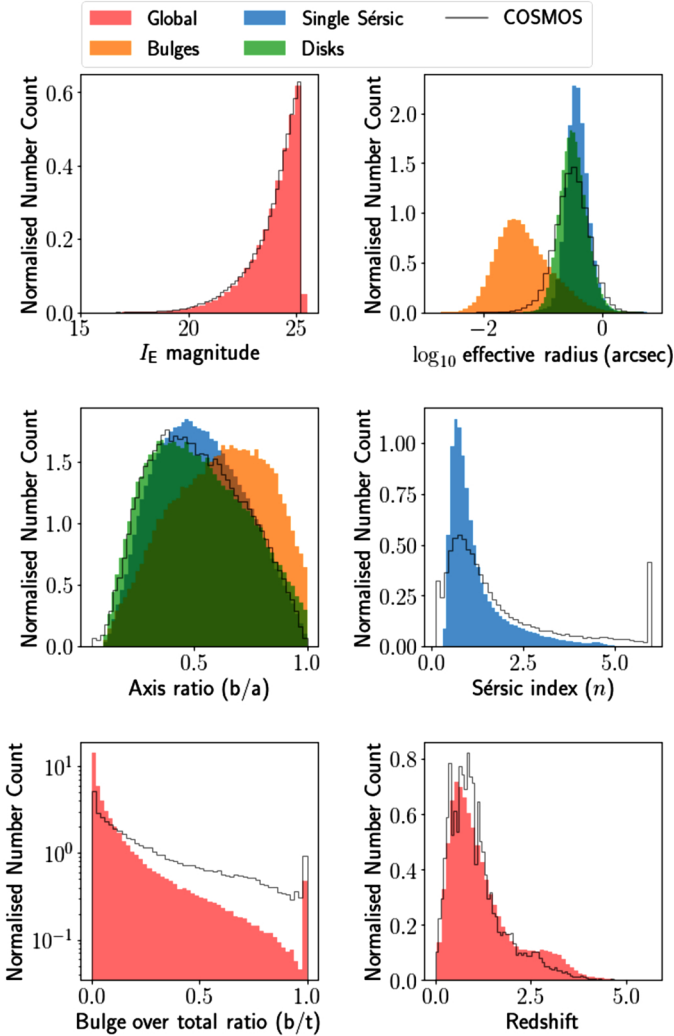 Global Single Sérsic COSMOS
Bulges Disks
Normalised Number Count
0.6
0.4
0.2
0.0
15 20 25
I_E magnitude
Normalised Number Count
2.0
1.5
1.0
0.5
0.0
−2 0
log₁₀ effective radius (arcsec)
Normalised Number Count
1.5
1.0
0.5
0.0
0.5 1.0
Axis ratio (b/a)
Normalised Number Count
1.00
0.75
0.50
0.25
0.00
0.0 2.5 5.0
Sérsic index (n)
Normalised Number Count
10¹
10⁰
10⁻¹
0.0 0.5 1.0
Bulge over total ratio (b/t)
Normalised Number Count
0.8
0.6
0.4
0.2
0.0
0.0 2.5 5.0
Redshift